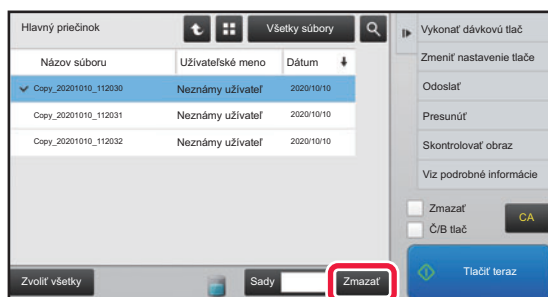 Hlavný priečinok
Všetky súbory
Názov súboru Užívateľské meno Dátum
Copy_20201010_112030 Neznámy užívateľ 2020/10/10
Copy_20201010_112031 Neznámy užívateľ 2020/10/10
Copy_20201010_112032 Neznámy užívateľ 2020/10/10
Zvoliť všetky
Sady
Zmazať
Vykonať dávkovú tlač
Zmeniť nastavenie tlače
Odoslať
Presunúť
Skontrolovať obraz
Viz podrobné informácie
Zmazať
Č/B tlač
CA
Tlačiť teraz